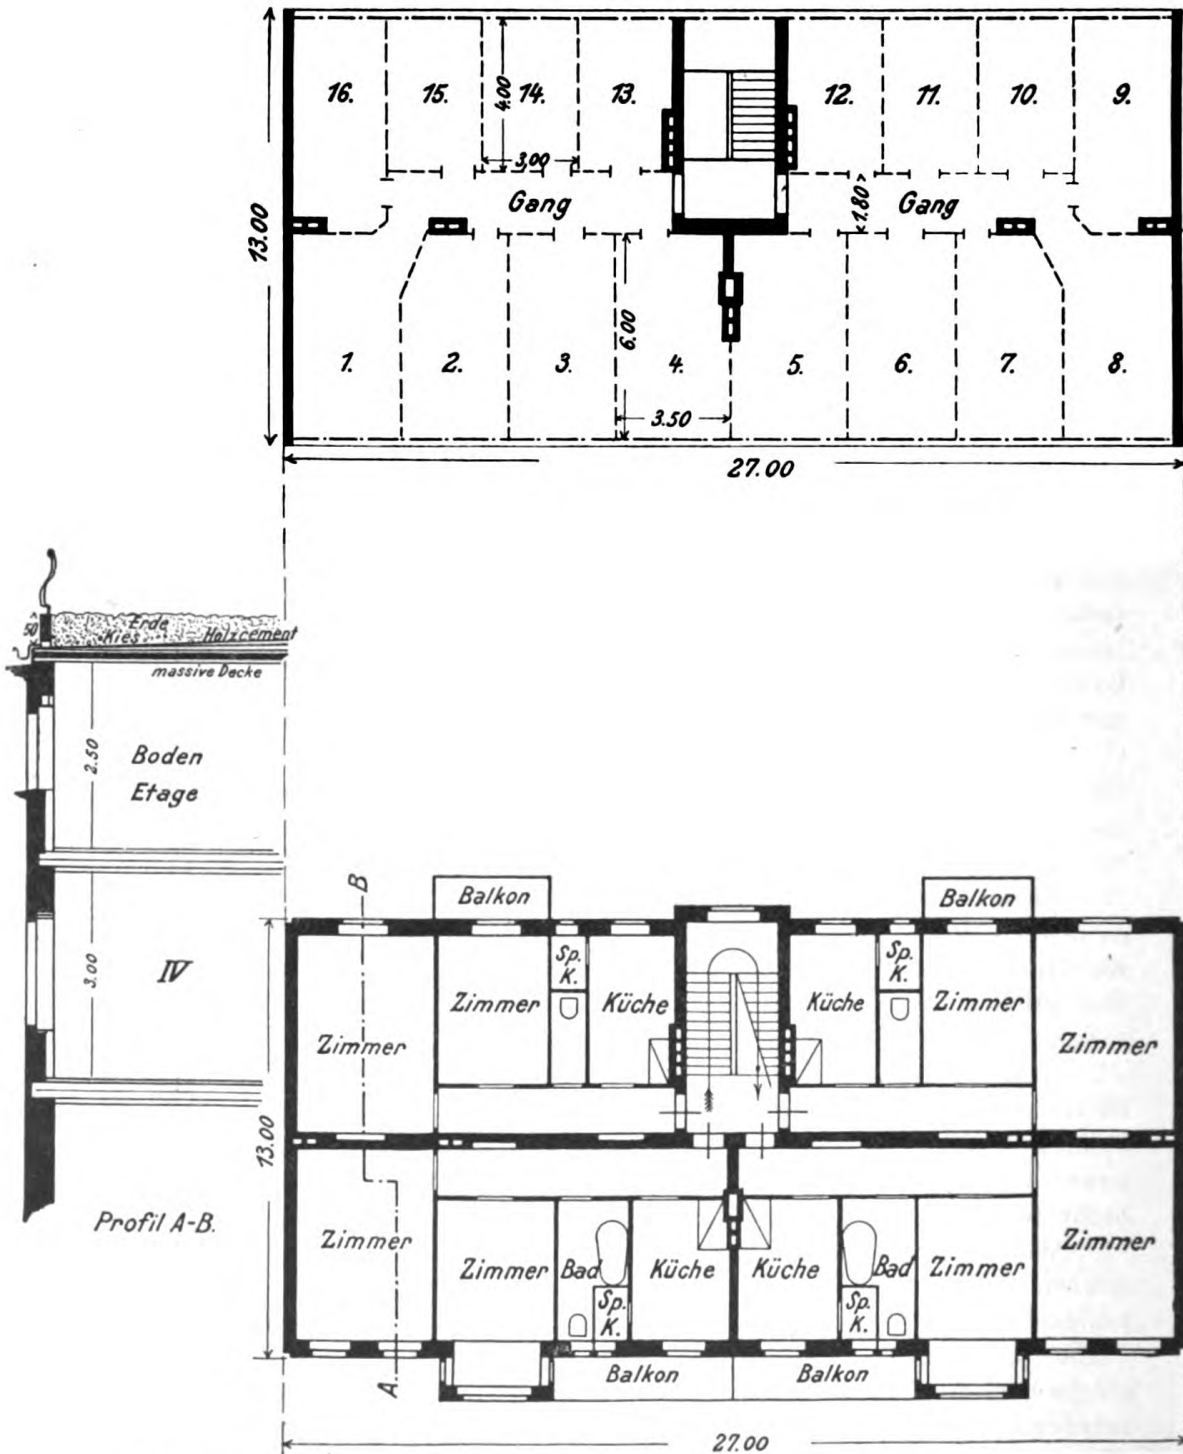 16. 15. 14. 13. 12. 11. 10. 9.
4.00
3,00
Gang
1.80
Gang
13.00
6.00
1. 2. 3. 4. 5. 6. 7. 8.
3.50
27.00
50
Erde
Kies
Holzcement
massive Decke
2.50
Boden
Etage
3.00
IV
Profil A-B.
B
Balkon
Balkon
Sp.
K.
Sp.
K.
Zimmer
Zimmer
Küche
Küche
Zimmer
Zimmer
13.00
Zimmer
Zimmer
Bad
Küche
Küche
Bad
Zimmer
Zimmer
Sp.
K.
Sp.
K.
A
Balkon
Balkon
27.00